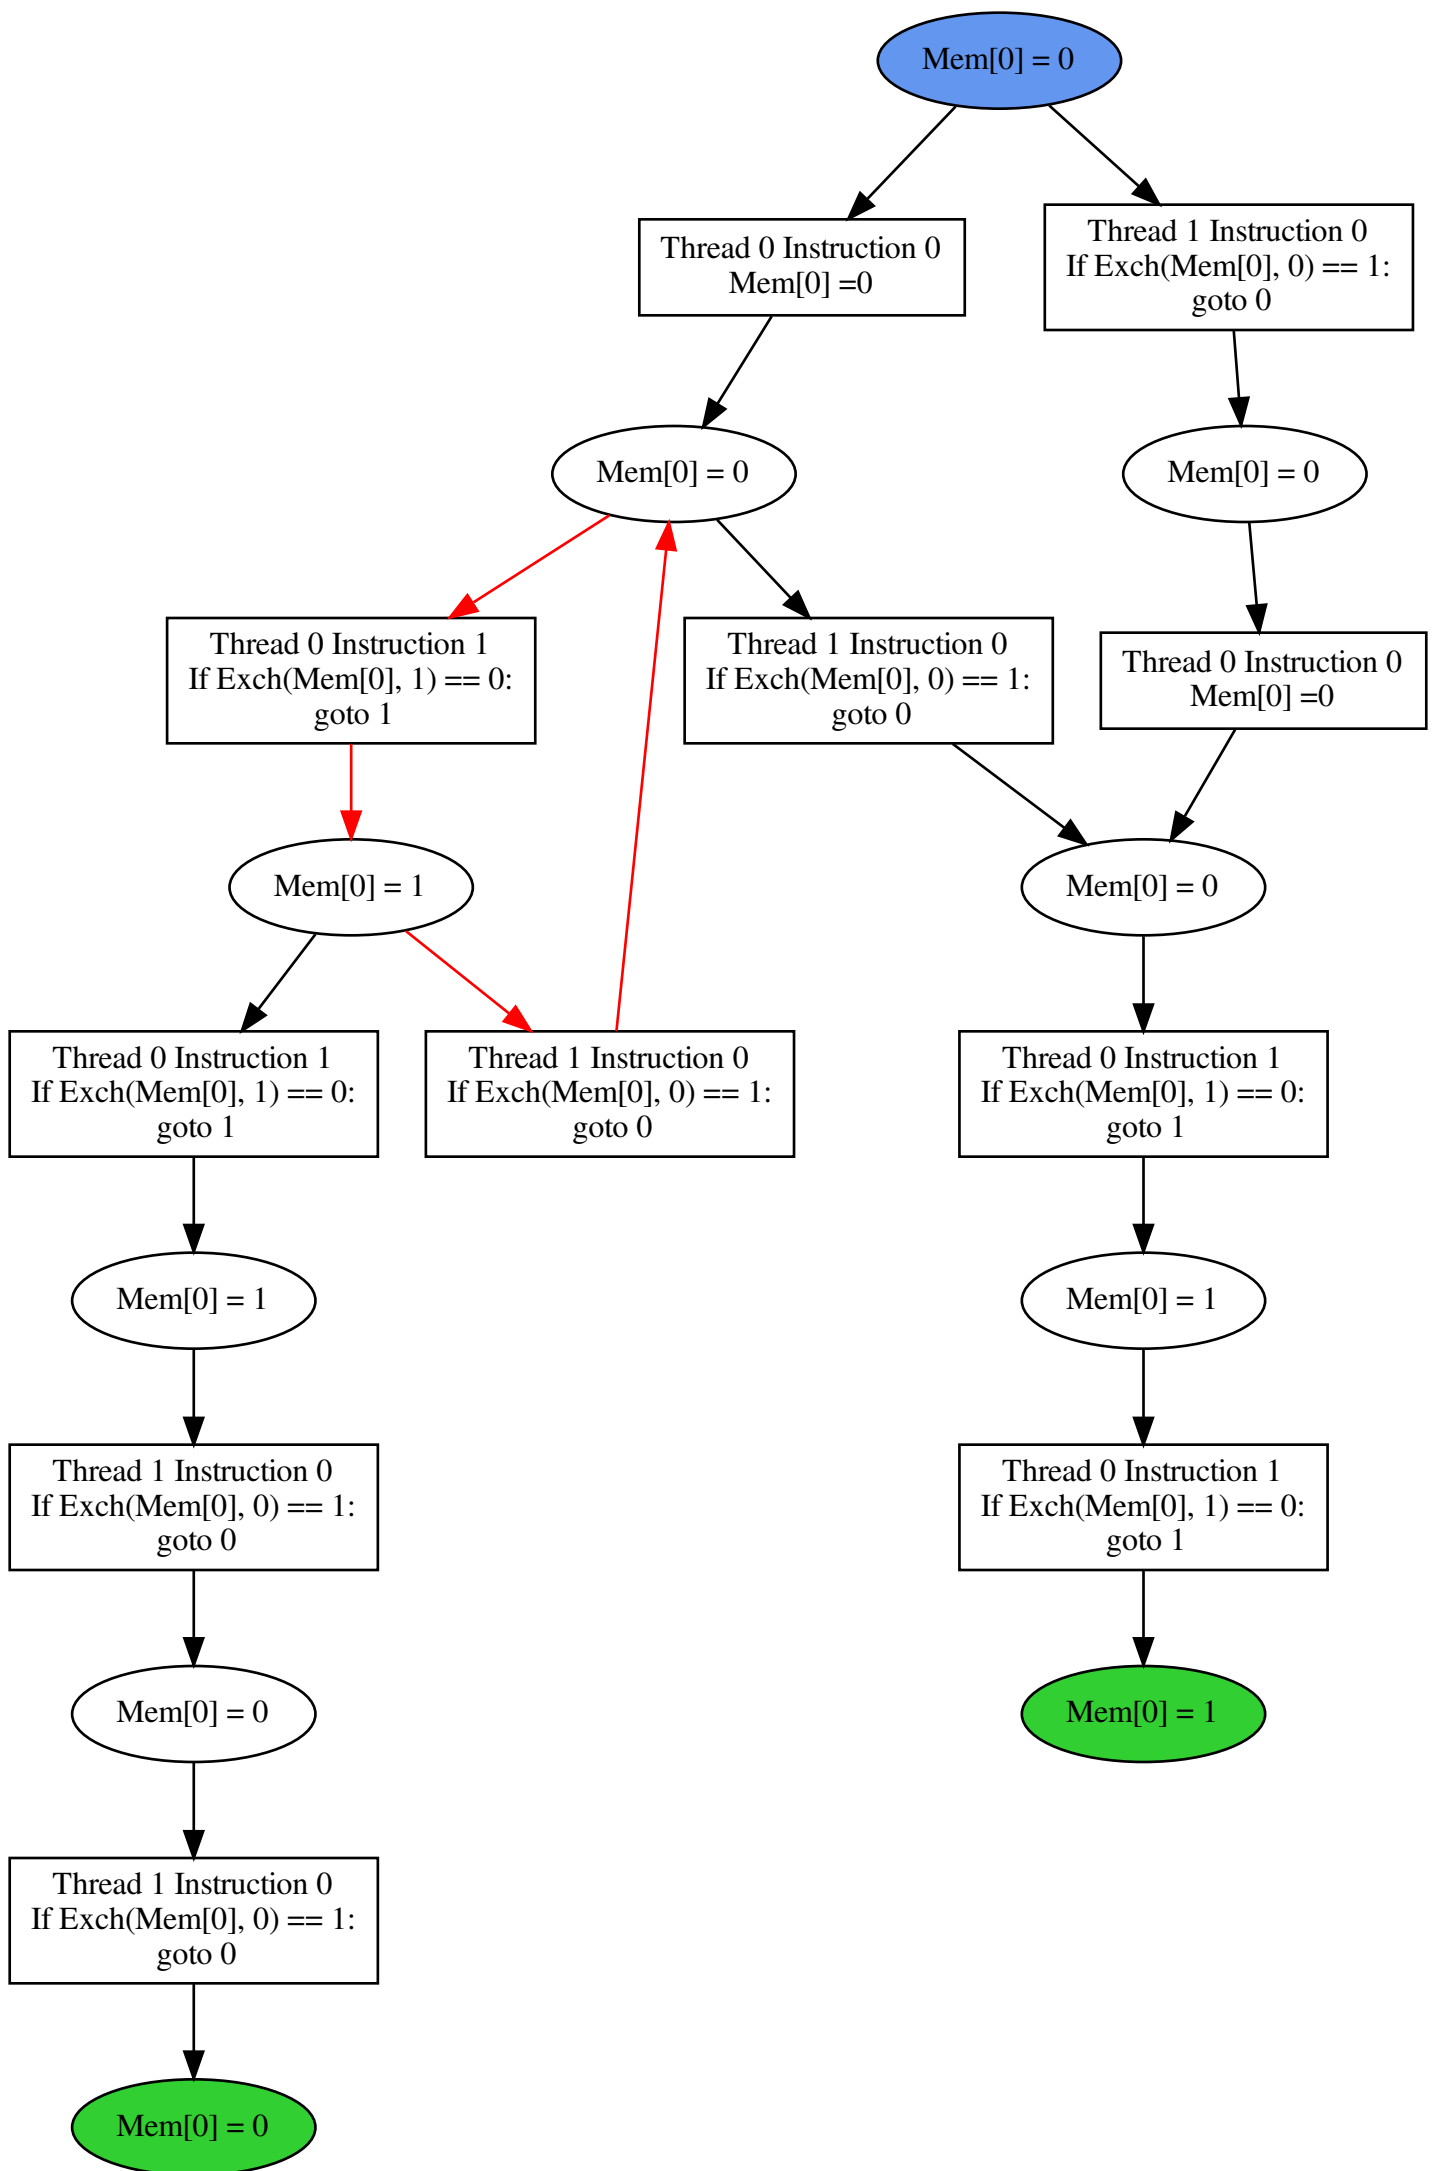 Mem[0] = 0
Thread 0 Instruction 0
Mem[0] =0
Thread 1 Instruction 0
If Exch(Mem[0], 0) == 1:
goto 0
Mem[0] = 0
Mem[0] = 0
Thread 0 Instruction 1
If Exch(Mem[0], 1) == 0:
goto 1
Thread 1 Instruction 0
If Exch(Mem[0], 0) == 1:
goto 0
Thread 0 Instruction 0
Mem[0] =0
Mem[0] = 1
Mem[0] = 0
Thread 0 Instruction 1
If Exch(Mem[0], 1) == 0:
goto 1
Thread 1 Instruction 0
If Exch(Mem[0], 0) == 1:
goto 0
Thread 0 Instruction 1
If Exch(Mem[0], 1) == 0:
goto 1
Mem[0] = 1
Mem[0] = 1
Thread 1 Instruction 0
If Exch(Mem[0], 0) == 1:
goto 0
Thread 0 Instruction 1
If Exch(Mem[0], 1) == 0:
goto 1
Mem[0] = 0
Mem[0] = 1
Thread 1 Instruction 0
If Exch(Mem[0], 0) == 1:
goto 0
Mem[0] = 0